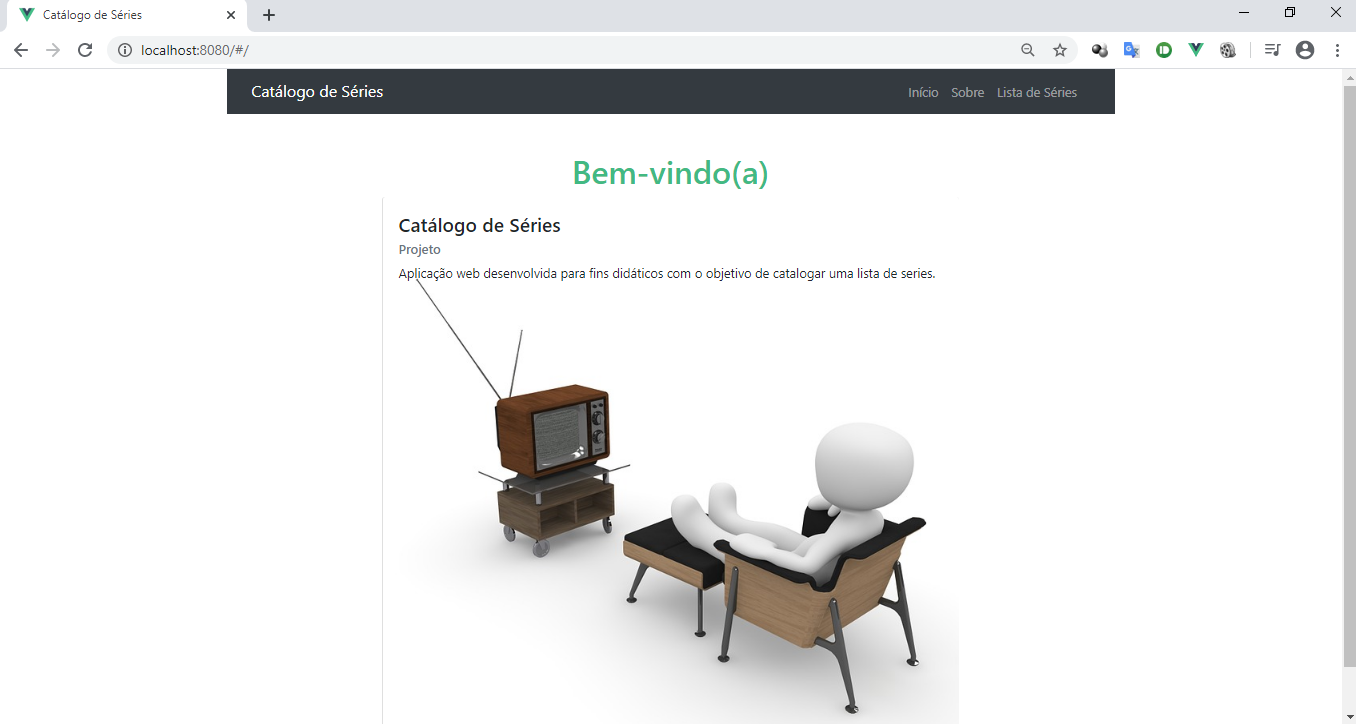 Catálogo de Séries
localhost:8080/#/
Catálogo de Séries
Início Sobre Lista de Séries
Bem-vindo(a)
Catálogo de Séries
Projeto
Aplicação web desenvolvida para fins didáticos com o objetivo de catalogar uma lista de series.